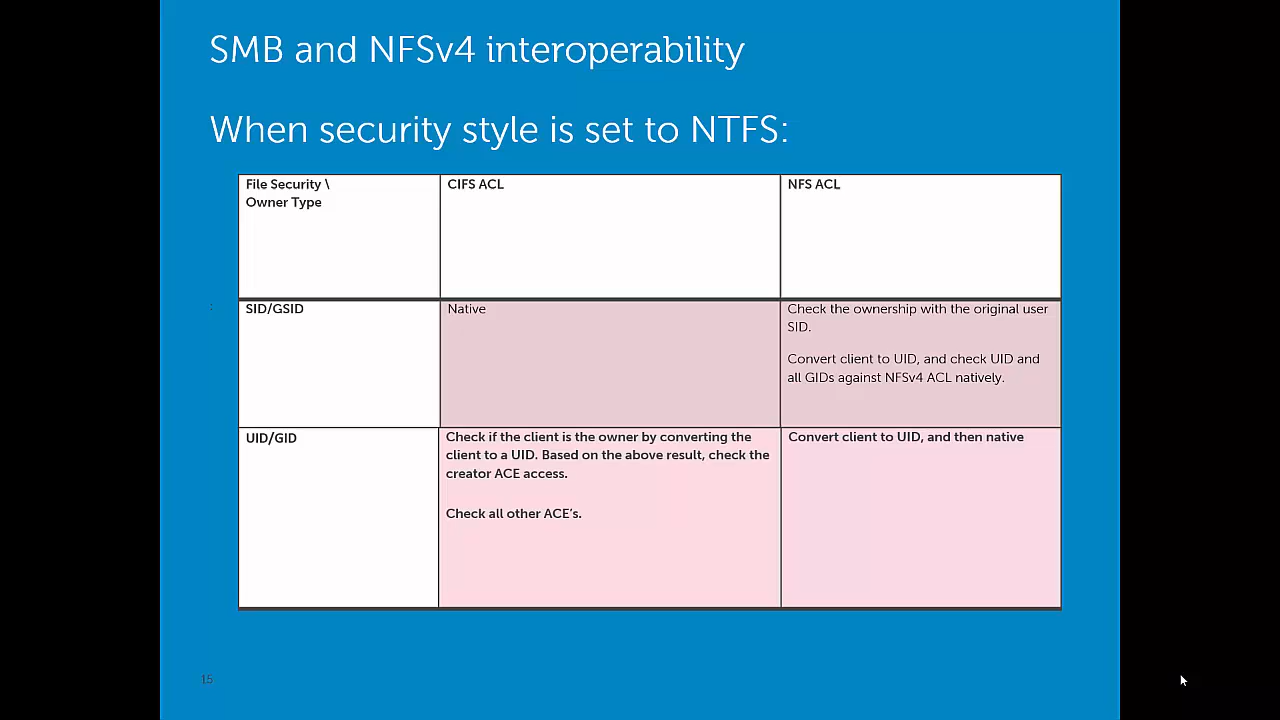 SMB and NFSv4 interoperability
When security style is set to NTFS:
File Security \
Owner Type
CIFS ACL
NFS ACL
:
SID/GSID
Native
Check the ownership with the original user
SID.
Convert client to UID, and check UID and
all GIDs against NFSv4 ACL natively.
UID/GID
Check if the client is the owner by converting the
client to a UID. Based on the above result, check the
creator ACE access.
Check all other ACE's.
Convert client to UID, and then native
15